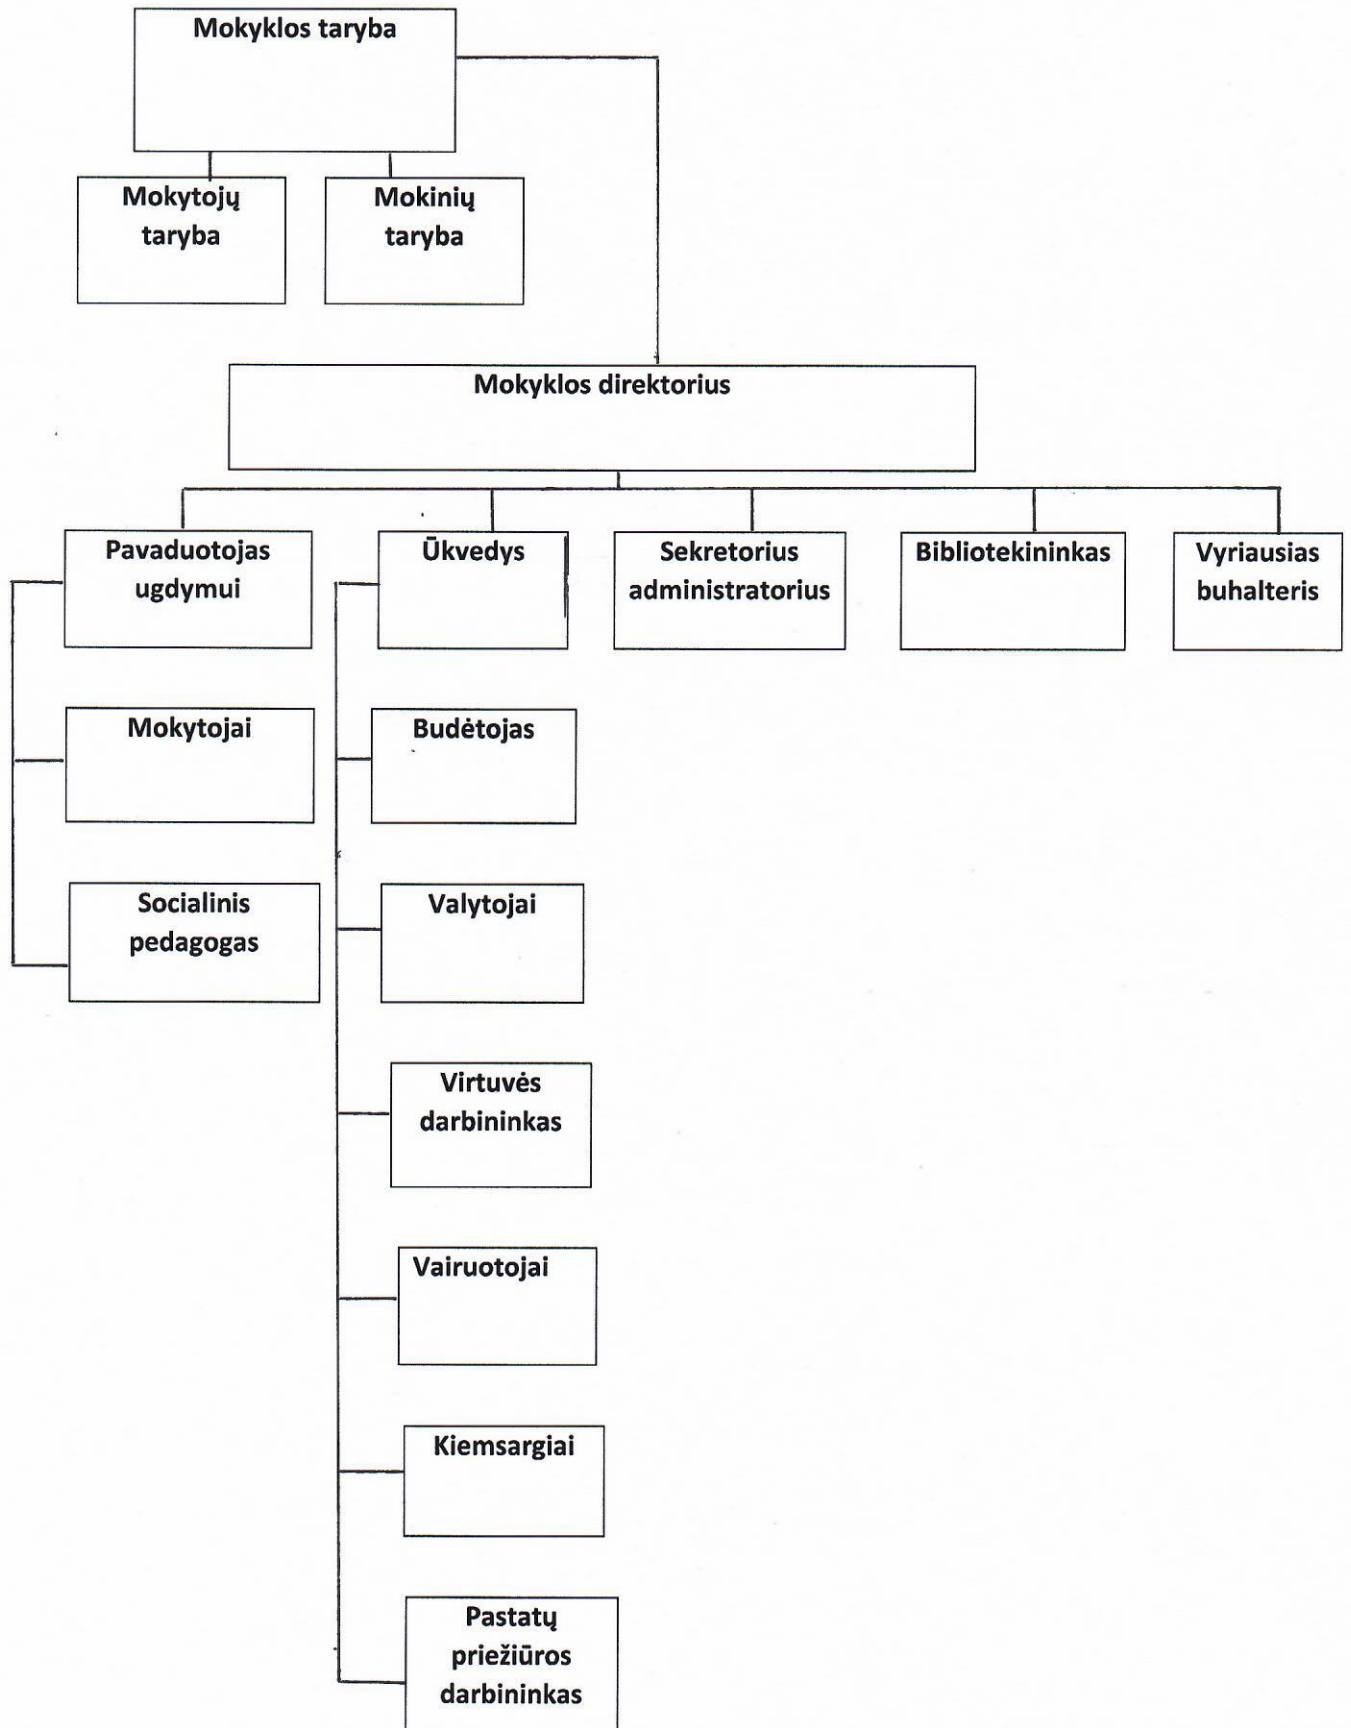 Mokyklos taryba
Mokytojų
taryba
Mokinių
taryba
Mokyklos direktorius
Pavaduotojas
ugdymui
Ūkvedys
Sekretorius
administratorius
Bibliotekininkas
Vyriausias
buhalteris
Mokytojai
Budėtojas
Socialinis
pedagogas
Valytojai
Virtuvės
darbininkas
Vairuotojai
Kiemsargiai
Pastatų
priežiūros
darbininkas